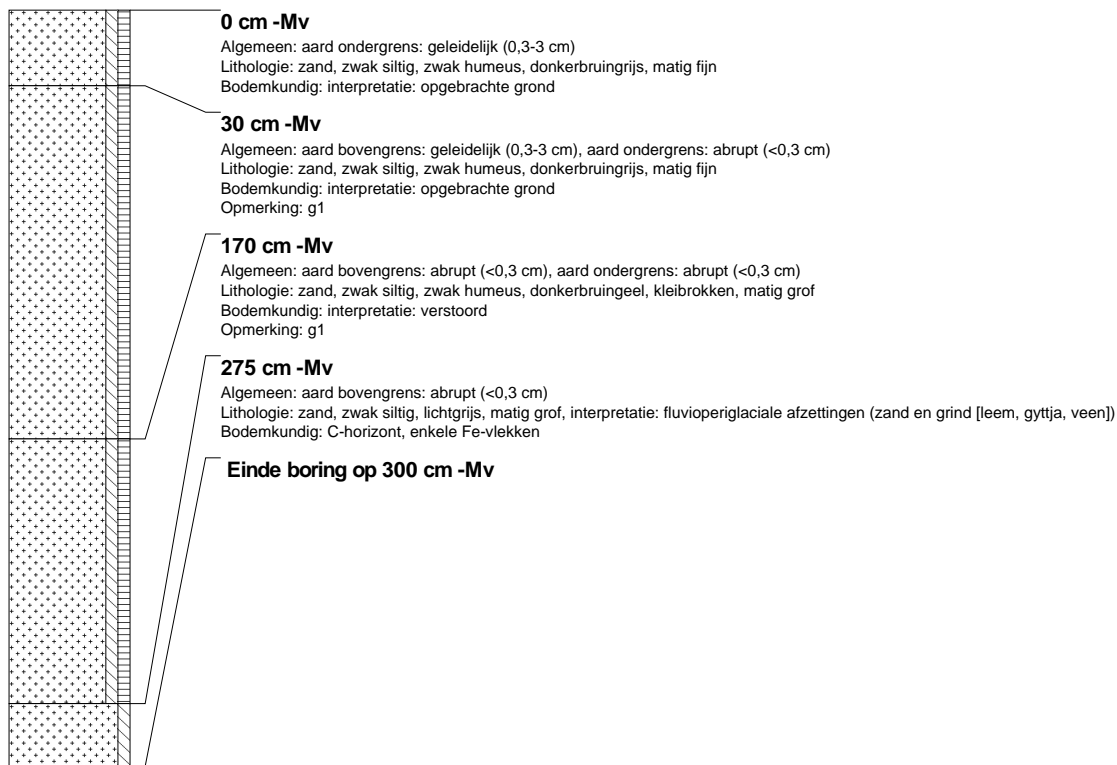 0 cm -Mv
Algemeen: aard ondergrens: geleidelijk (0,3-3 cm)
Lithologie: zand, zwak siltig, zwak humeus, donkerbruingrijs, matig fijn
Bodemkundig: interpretatie: opgebrachte grond
30 cm -Mv
Algemeen: aard bovengrens: geleidelijk (0,3-3 cm), aard ondergrens: abrupt (<0,3 cm)
Lithologie: zand, zwak siltig, zwak humeus, donkerbruingrijs, matig fijn
Bodemkundig: interpretatie: opgebrachte grond
Opmerking: g1
170 cm -Mv
Algemeen: aard bovengrens: abrupt (<0,3 cm), aard ondergrens: abrupt (<0,3 cm)
Lithologie: zand, zwak siltig, zwak humeus, donkerbruingeel, kleibrokken, matig grof
Bodemkundig: interpretatie: verstoord
Opmerking: g1
275 cm -Mv
Algemeen: aard bovengrens: abrupt (<0,3 cm)
Lithologie: zand, zwak siltig, lichtgrijs, matig grof, interpretatie: fluvioperiglaciale afzettingen (zand en grind [leem, gyttja, veen])
Bodemkundig: C-horizont, enkele Fe-vlekken
Einde boring op 300 cm -Mv